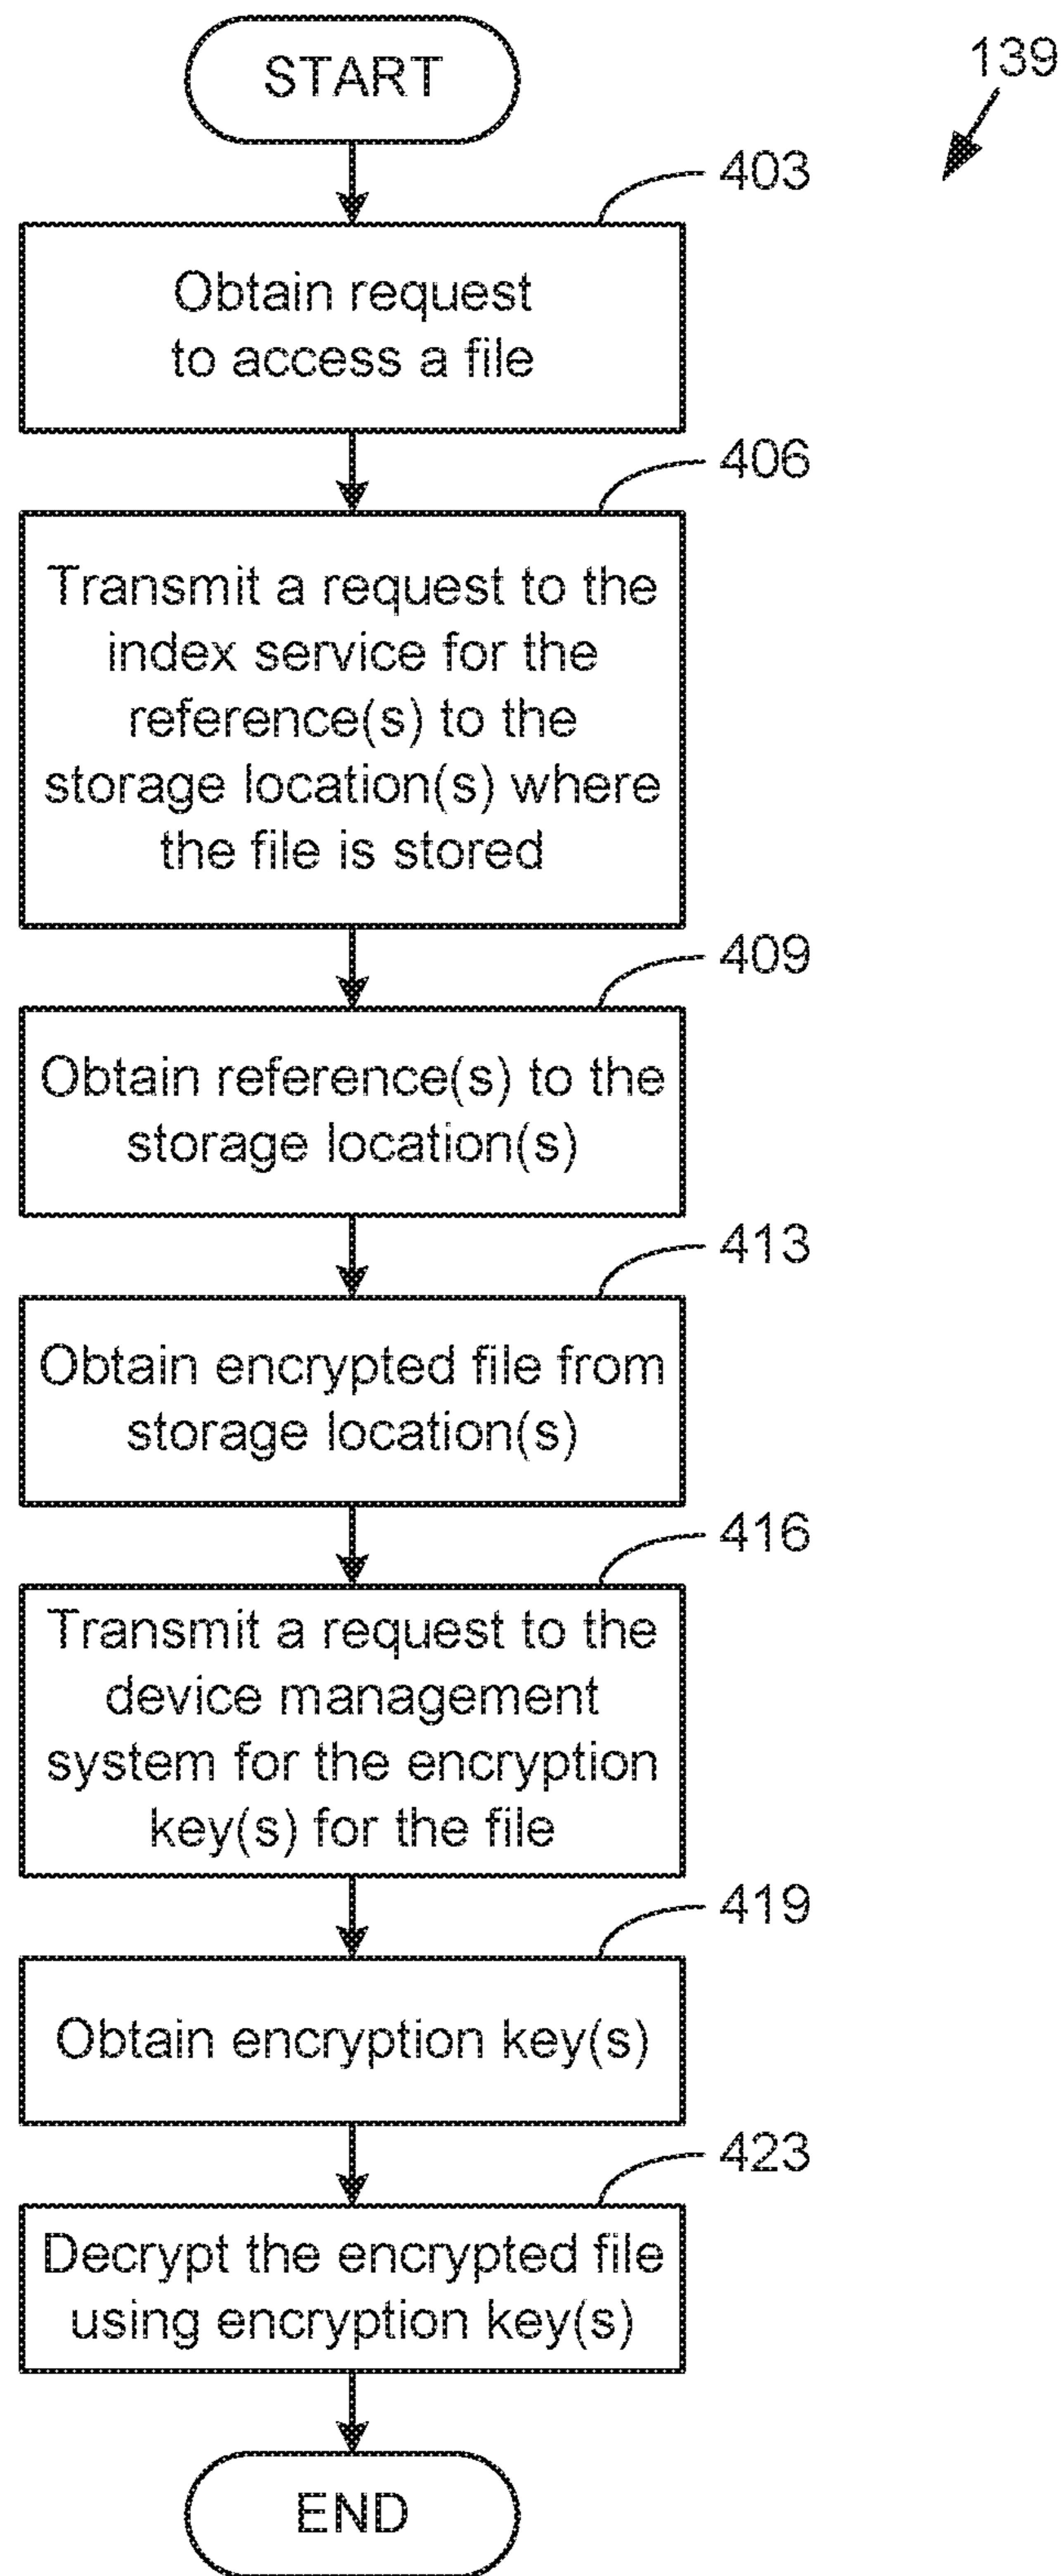 START
139
403
Obtain request
to access a file
406
Transmit a request to the
index service for the
reference(s) to the
storage location(s) where
the file is stored
409
Obtain reference(s) to the
storage location(s)
413
Obtain encrypted file from
storage location(s)
416
Transmit a request to the
device management
system for the encryption
key(s) for the file
419
Obtain encryption key(s)
423
Decrypt the encrypted file
using encryption key(s)
END